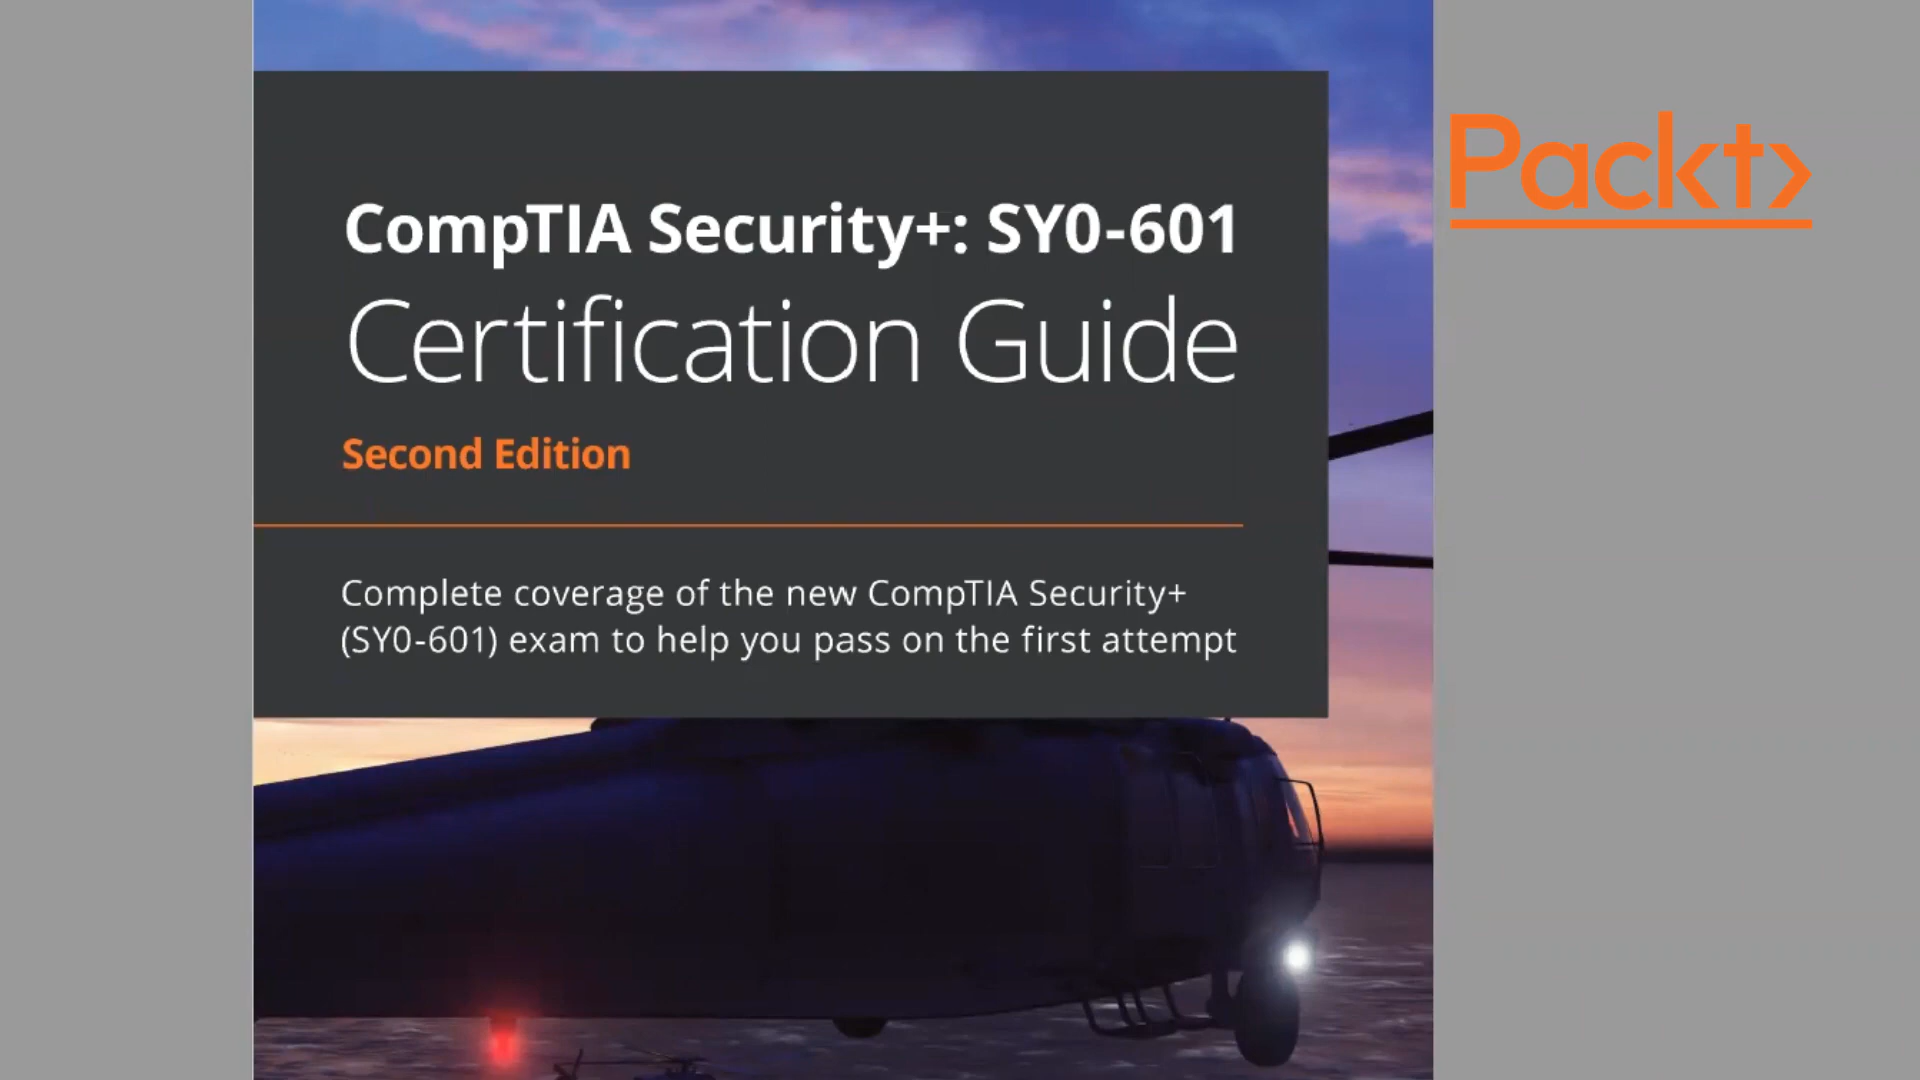 CompTIA Security+: SY0-601
Certification Guide
Second Edition
Complete coverage of the new CompTIA Security+
(SY0-601) exam to help you pass on the first attempt
Packt>